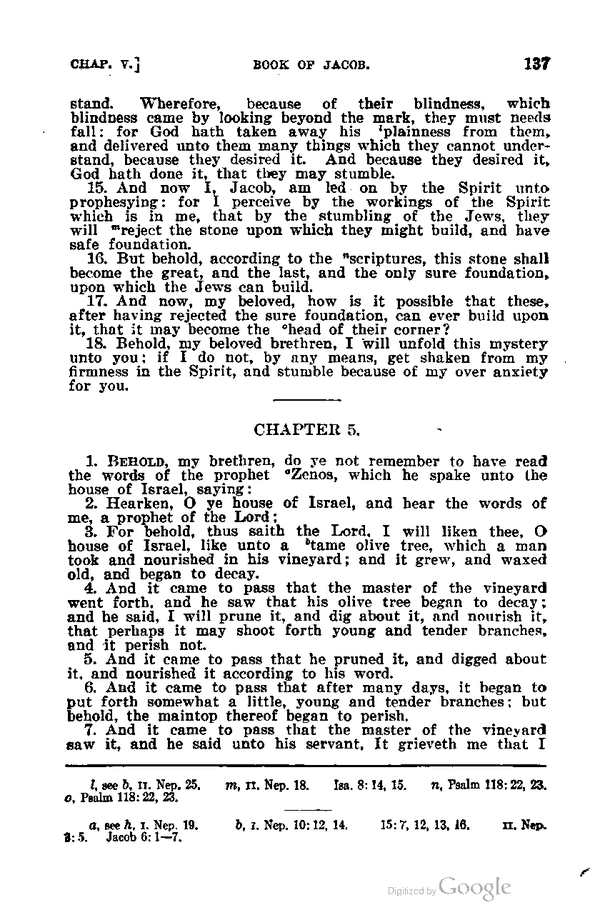 CHAP. V.] BOOK OF JACOB. 137
stand. Wherefore, because of their blindness, which
blindness came by looking beyond the mark, they must needs
fall: for God hath taken away his ˡplainness from them,
and delivered unto them many things which they cannot under-
stand, because they desired it. And because they desired it,
God hath done it, that they may stumble.
15. And now I, Jacob, am led on by the Spirit unto
prophesying: for I perceive by the workings of the Spirit
which is in me, that by the stumbling of the Jews, they
will ᵐreject the stone upon which they might build, and have
safe foundation.
16. But behold, according to the ⁿscriptures, this stone shall
become the great, and the last, and the only sure foundation,
upon which the Jews can build.
17. And now, my beloved, how is it possible that these,
after having rejected the sure foundation, can ever build upon
it, that it may become the ᵒhead of their corner?
18. Behold, my beloved brethren, I will unfold this mystery
unto you; if I do not, by any means, get shaken from my
firmness in the Spirit, and stumble because of my over anxiety
for you.
CHAPTER 5.
1. BEHOLD, my brethren, do ye not remember to have read
the words of the prophet ᵃZenos, which he spake unto the
house of Israel, saying:
2. Hearken, O ye house of Israel, and hear the words of
me, a prophet of the Lord;
3. For behold, thus saith the Lord, I will liken thee, O
house of Israel, like unto a ᵇtame olive tree, which a man
took and nourished in his vineyard; and it grew, and waxed
old, and began to decay.
4. And it came to pass that the master of the vineyard
went forth, and he saw that his olive tree began to decay;
and he said, I will prune it, and dig about it, and nourish it,
that perhaps it may shoot forth young and tender branches,
and it perish not.
5. And it came to pass that he pruned it, and digged about
it, and nourished it according to his word.
6. And it came to pass that after many days, it began to
put forth somewhat a little, young and tender branches; but
behold, the maintop thereof began to perish.
7. And it came to pass that the master of the vineyard
saw it, and he said unto his servant, It grieveth me that I
l, see b, II. Nep. 25. m, II. Nep. 18. Isa. 8:14, 15. n, Psalm 118:22, 23.
o, Psalm 118:22, 23.
a, see h, I. Nep. 19. b, I. Nep. 10:12, 14. 15:7, 12, 13, 16. II. Nep.
3:5. Jacob 6:1—7.
Digitized by Google